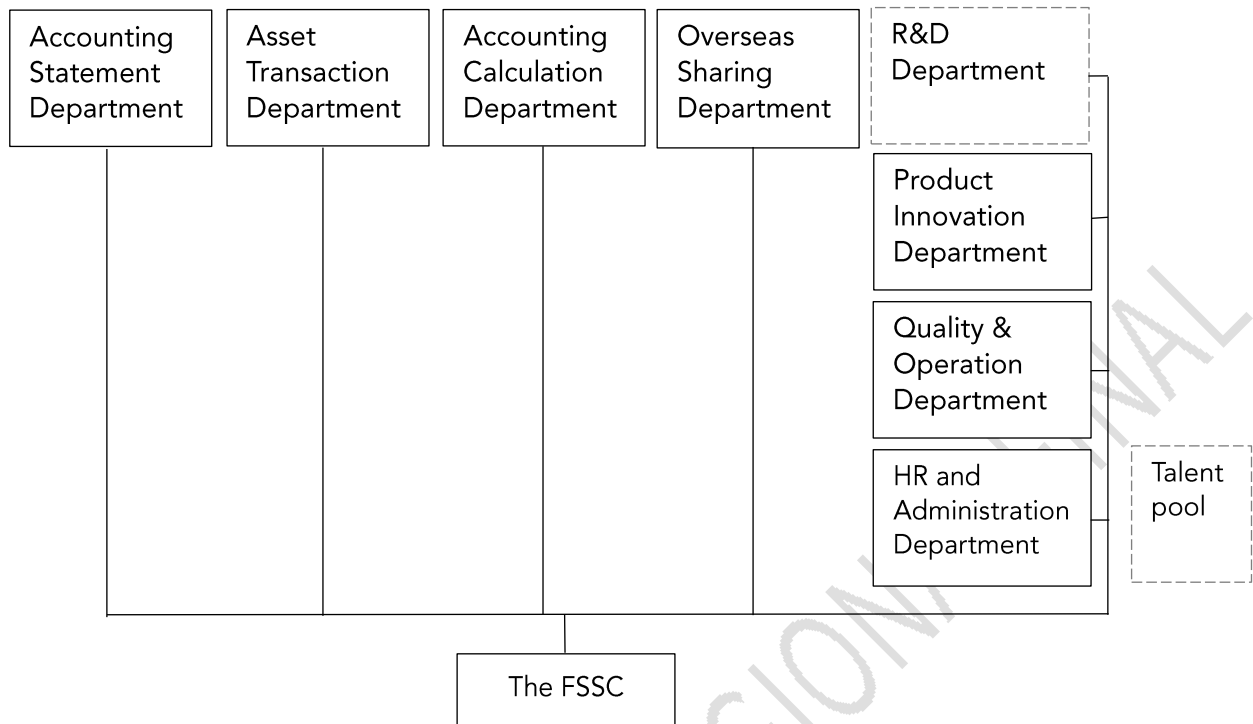 Accounting
Statement
Department
Asset
Transaction
Department
Accounting
Calculation
Department
Overseas
Sharing
Department
R&D
Department
Product
Innovation
Department
Quality &
Operation
Department
HR and
Administration
Department
Talent
pool
The FSSC